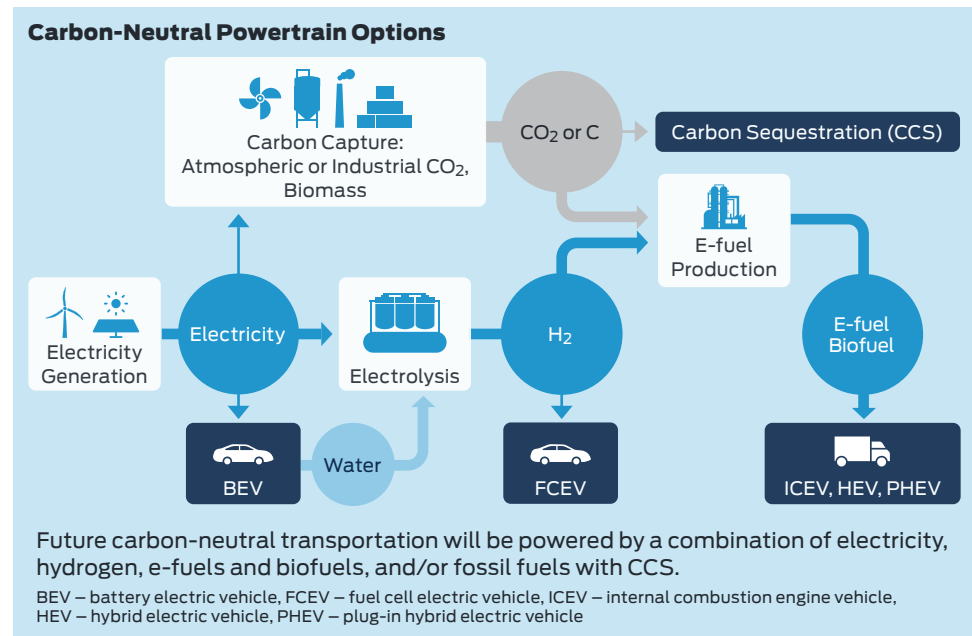 Carbon-Neutral Powertrain Options
Carbon Capture:
Atmospheric or Industrial CO₂,
Biomass
CO₂ or C
Carbon Sequestration (CCS)
E-fuel
Production
Electricity
Generation
Electricity
Electrolysis
H₂
E-fuel
Biofuel
BEV
Water
FCEV
ICEV, HEV, PHEV
Future carbon-neutral transportation will be powered by a combination of electricity,
hydrogen, e-fuels and biofuels, and/or fossil fuels with CCS.
BEV – battery electric vehicle, FCEV – fuel cell electric vehicle, ICEV – internal combustion engine vehicle,
HEV – hybrid electric vehicle, PHEV – plug-in hybrid electric vehicle